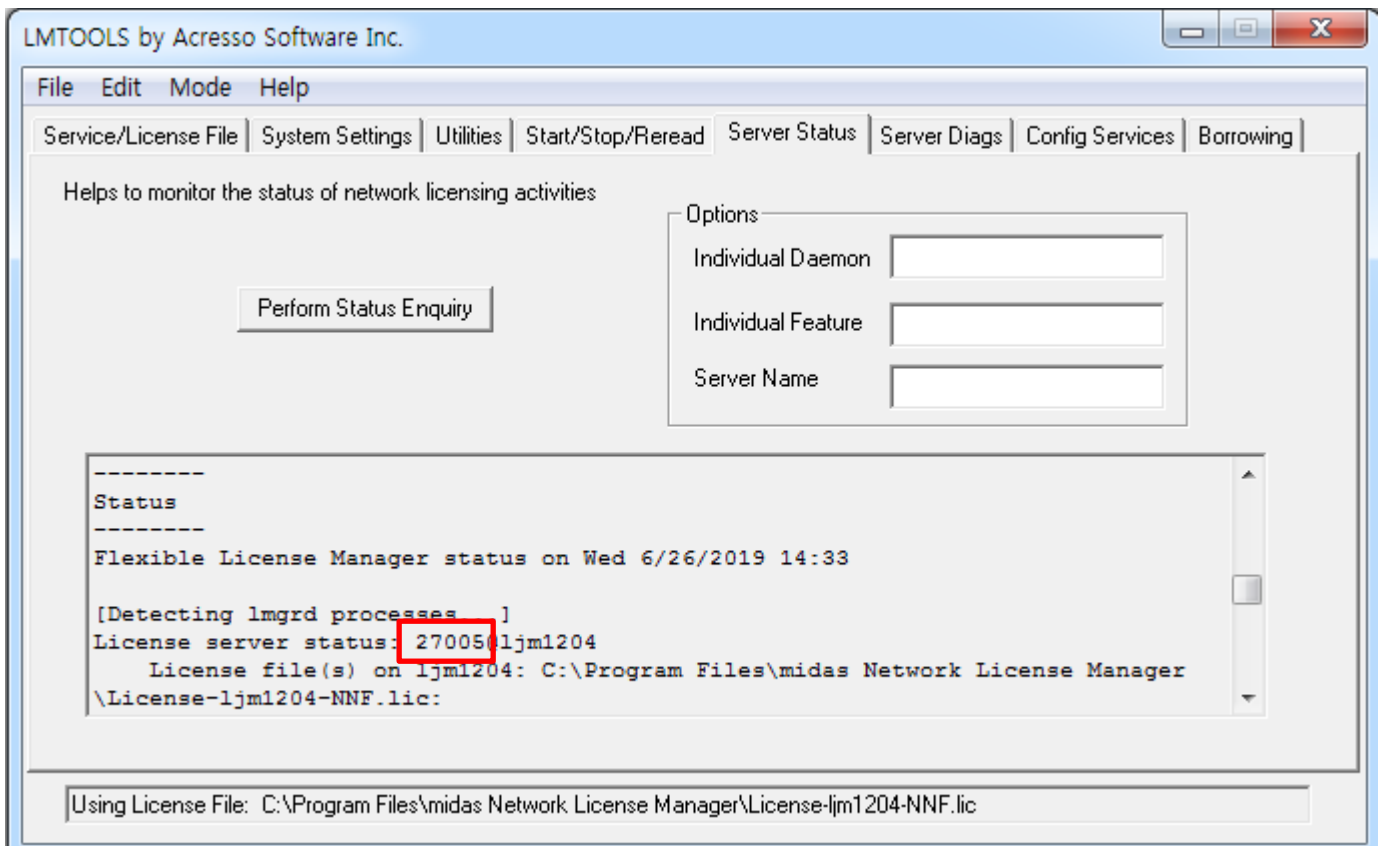 LMTOOLS by Acresso Software Inc.
File Edit Mode Help
Service/License File System Settings Utilities Start/Stop/Reread Server Status Server Diags Config Services Borrowing
Helps to monitor the status of network licensing activities
Options
Individual Daemon
Perform Status Enquiry
Individual Feature
Server Name
--------
Status
--------
Flexible License Manager status on Wed 6/26/2019 14:33
[Detecting lmgrd processes...]
License server status: 27005@ljm1204
License file(s) on ljm1204: C:\Program Files\midas Network License Manager
\License-ljm1204-NNF.lic:
Using License File: C:\Program Files\midas Network License Manager\License-ljm1204-NNF.lic